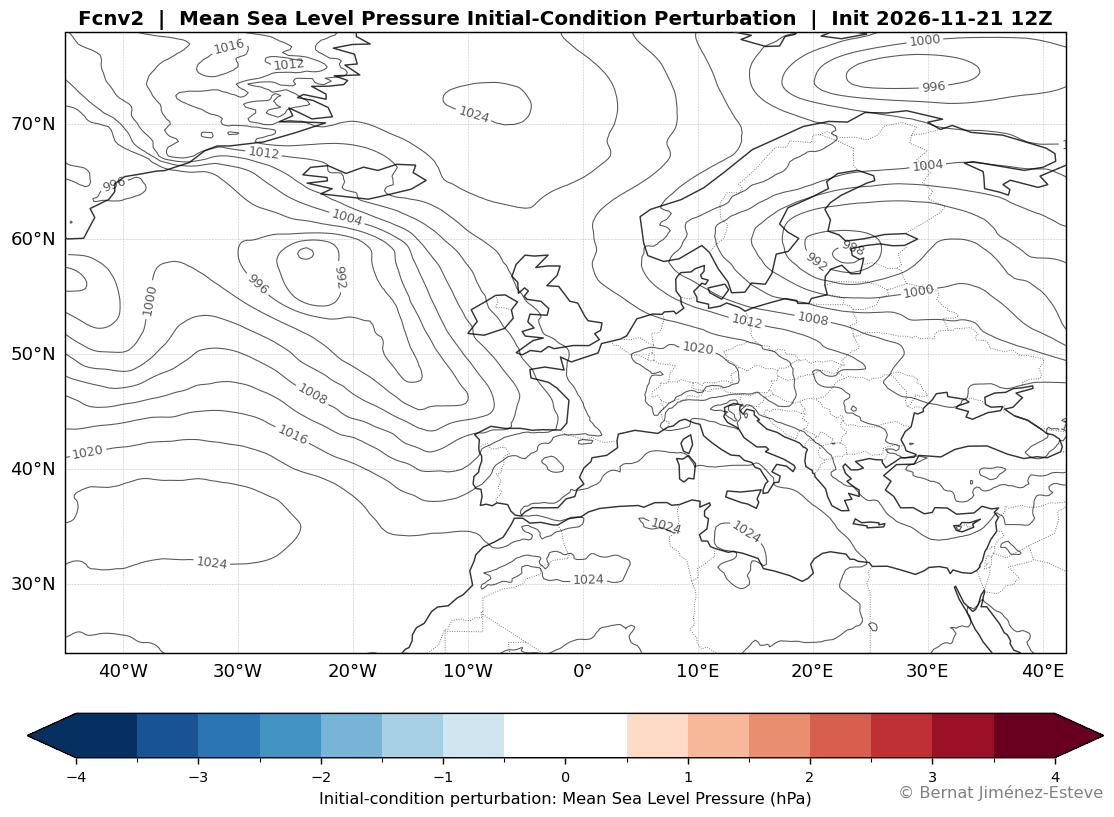 Fcnv2 | Mean Sea Level Pressure Initial-Condition Perturbation | Init 2026-11-21 12Z
1016
1012
1024
1000
996
70°N
1012
996
1004
1004
60°N
988
992
996
992
1000
1000
1012
1008
50°N
1020
1008
1016
1020
40°N
1024
1024
1024
1024
30°N
40°W 30°W 20°W 10°W 0° 10°E 20°E 30°E 40°E
−4 −3 −2 −1 0 1 2 3 4
Initial-condition perturbation: Mean Sea Level Pressure (hPa)
© Bernat Jiménez-Esteve